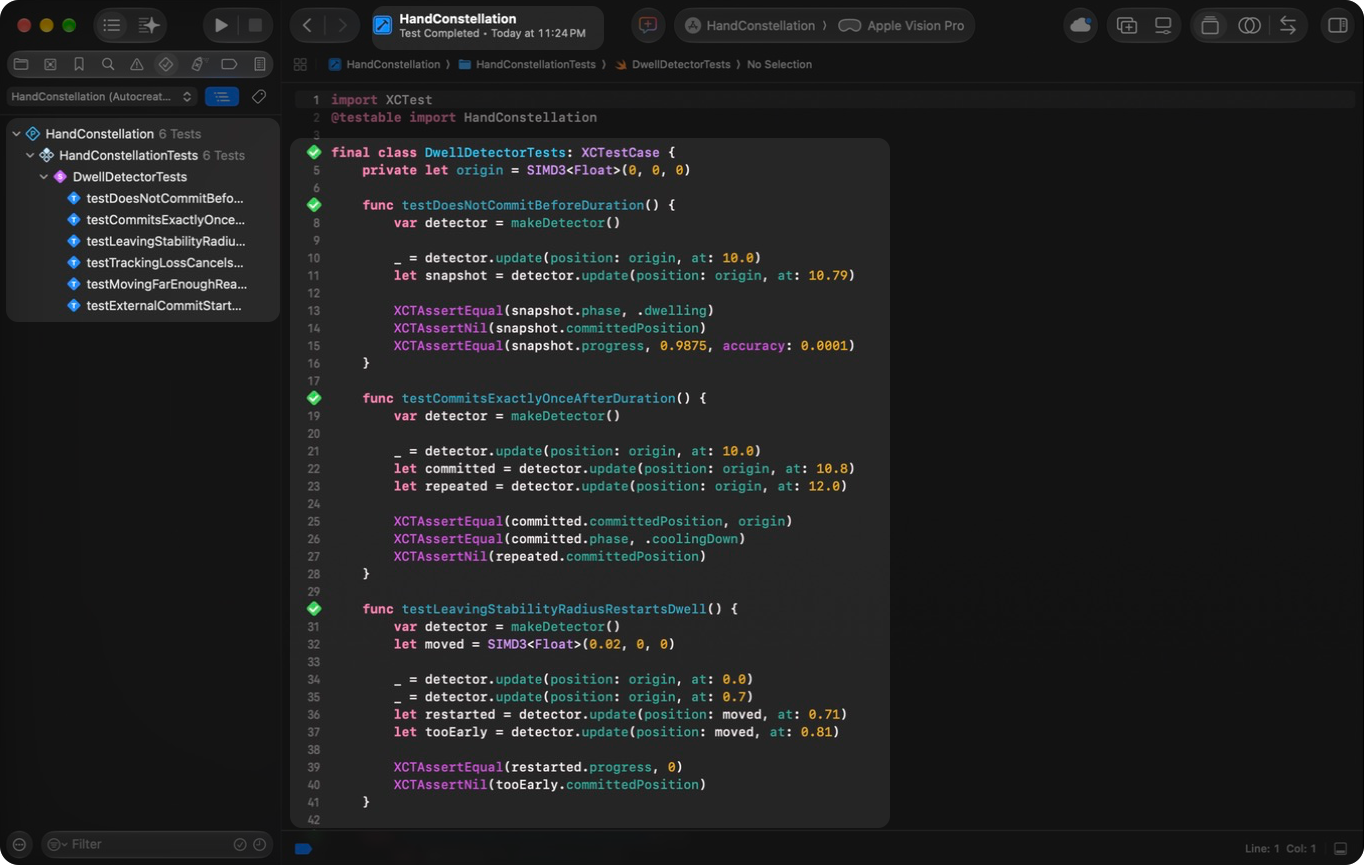 HandConstellation
Test Completed • Today at 11:24 PM
HandConstellation 〉 Apple Vision Pro
HandConstellation 〉 HandConstellationTests 〉 DwellDetectorTests 〉 No Selection
HandConstellation (Autocreat...
HandConstellation 6 Tests
HandConstellationTests 6 Tests
DwellDetectorTests
testDoesNotCommitBefo...
testCommitsExactlyOnce...
testLeavingStabilityRadiu...
testTrackingLossCancels...
testMovingFarEnoughRea...
testExternalCommitStart...
Filter
1 import XCTest
2 @testable import HandConstellation
3
final class DwellDetectorTests: XCTestCase {
5     private let origin = SIMD3<Float>(0, 0, 0)
6
    func testDoesNotCommitBeforeDuration() {
8         var detector = makeDetector()
9
10         _ = detector.update(position: origin, at: 10.0)
11         let snapshot = detector.update(position: origin, at: 10.79)
12
13         XCTAssertEqual(snapshot.phase, .dwelling)
14         XCTAssertNil(snapshot.committedPosition)
15         XCTAssertEqual(snapshot.progress, 0.9875, accuracy: 0.0001)
16     }
17
    func testCommitsExactlyOnceAfterDuration() {
19         var detector = makeDetector()
20
21         _ = detector.update(position: origin, at: 10.0)
22         let committed = detector.update(position: origin, at: 10.8)
23         let repeated = detector.update(position: origin, at: 12.0)
24
25         XCTAssertEqual(committed.committedPosition, origin)
26         XCTAssertEqual(committed.phase, .coolingDown)
27         XCTAssertNil(repeated.committedPosition)
28     }
29
    func testLeavingStabilityRadiusRestartsDwell() {
31         var detector = makeDetector()
32         let moved = SIMD3<Float>(0.02, 0, 0)
33
34         _ = detector.update(position: origin, at: 0.0)
35         _ = detector.update(position: origin, at: 0.7)
36         let restarted = detector.update(position: moved, at: 0.71)
37         let tooEarly = detector.update(position: moved, at: 0.81)
38
39         XCTAssertEqual(restarted.progress, 0)
40         XCTAssertNil(tooEarly.committedPosition)
41     }
42
Line: 1 Col: 1